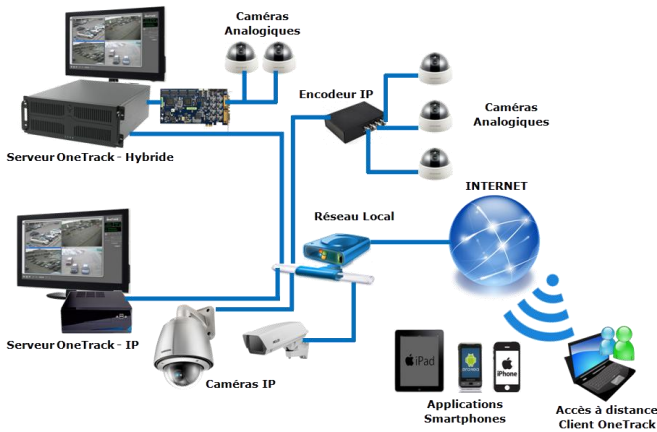 Caméras
Analogiques
Encodeur IP
Caméras
Analogiques
Serveur OneTrack - Hybride
INTERNET
Réseau Local
Serveur OneTrack - IP
Caméras IP
iPad
ANDROID
iPhone
Applications
Smartphones
Accès à distance
Client OneTrack